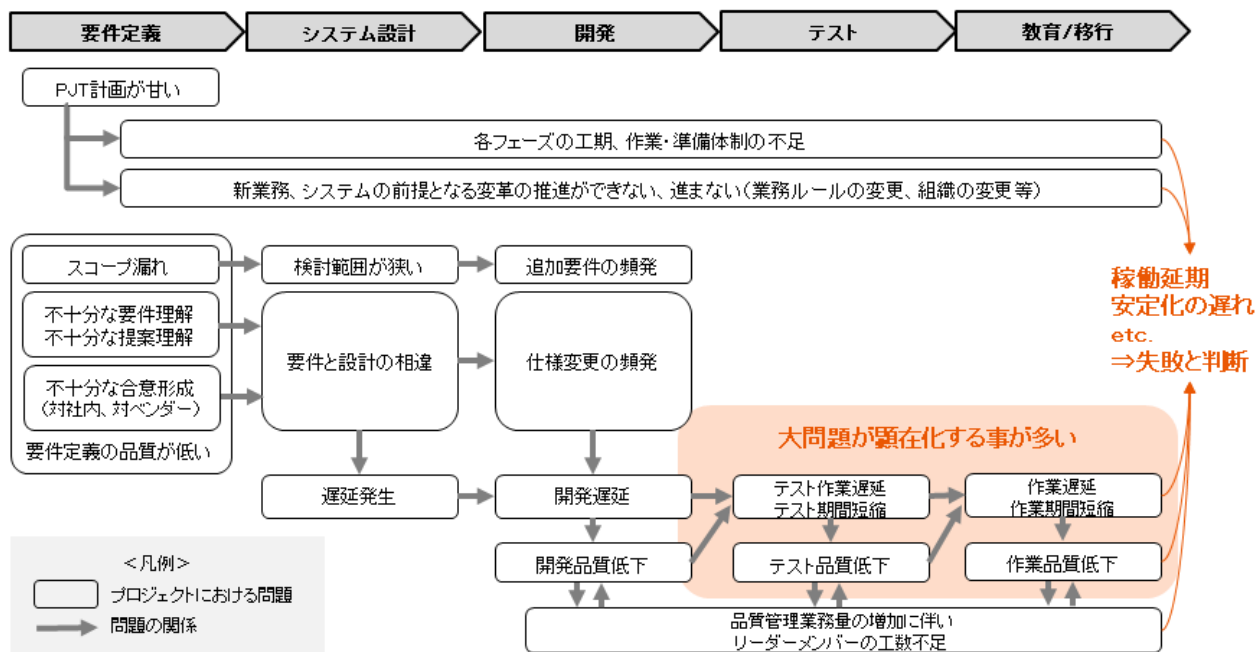 要件定義
システム設計
開発
テスト
教育/移行
PJT計画が甘い
各フェーズの工期、作業・準備体制の不足
新業務、システムの前提となる変革の推進ができない、進まない(業務ルールの変更、組織の変更等)
スコープ漏れ
検討範囲が狭い
追加要件の頻発
不十分な要件理解
不十分な提案理解
要件と設計の相違
仕様変更の頻発
不十分な合意形成
(対社内、対ベンダー)
要件定義の品質が低い
稼働延期
安定化の遅れ
etc.
⇒失敗と判断
大問題が顕在化する事が多い
遅延発生
開発遅延
テスト作業遅延
テスト期間短縮
作業遅延
作業期間短縮
開発品質低下
テスト品質低下
作業品質低下
品質管理業務量の増加に伴い
リーダーメンバーの工数不足
<凡例>
プロジェクトにおける問題
問題の関係